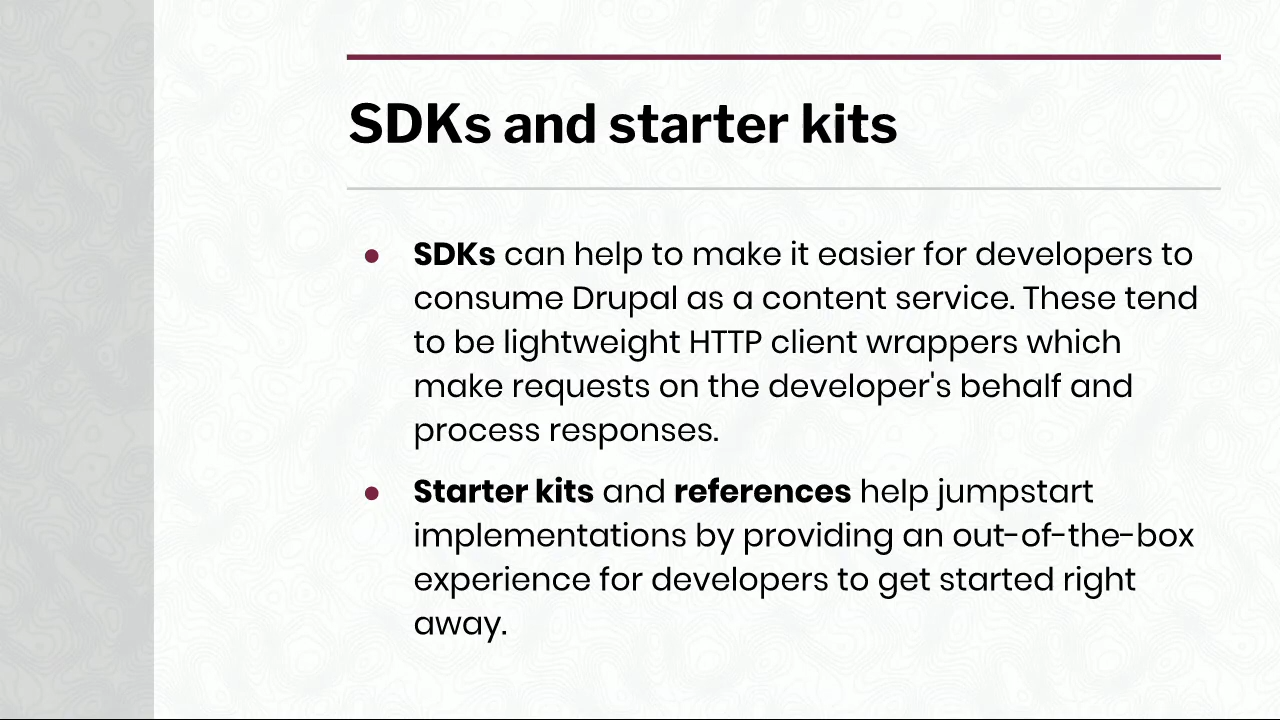 SDKs and starter kits
● SDKs can help to make it easier for developers to
consume Drupal as a content service. These tend
to be lightweight HTTP client wrappers which
make requests on the developer's behalf and
process responses.
● Starter kits and references help jumpstart
implementations by providing an out-of-the-box
experience for developers to get started right
away.